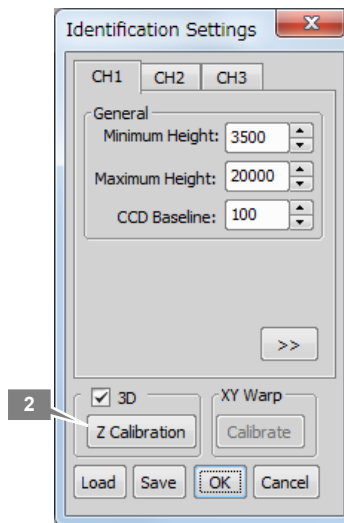 Identification Settings
CH1 CH2 CH3
General
Minimum Height: 3500
Maximum Height: 20000
CCD Baseline: 100
>>
3D XY Warp
2
Z Calibration Calibrate
Load Save OK Cancel